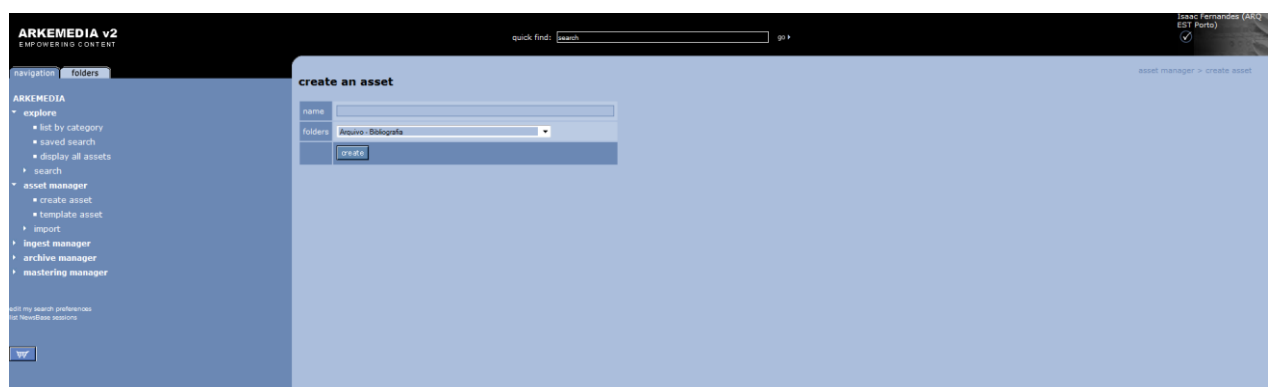 ARKEMEDIA v2
EMPOWERING CONTENT
quick find: search go
Isaac Fernandes (ARQ
EST Porto)
navigation folders
asset manager > create asset
create an asset
ARKEMEDIA
explore
list by category
saved search
display all assets
search
asset manager
create asset
template asset
import
ingest manager
archive manager
mastering manager
edit my search preferences
list NewsBase sessions
name
folders Arquivo - Bibliografia
create